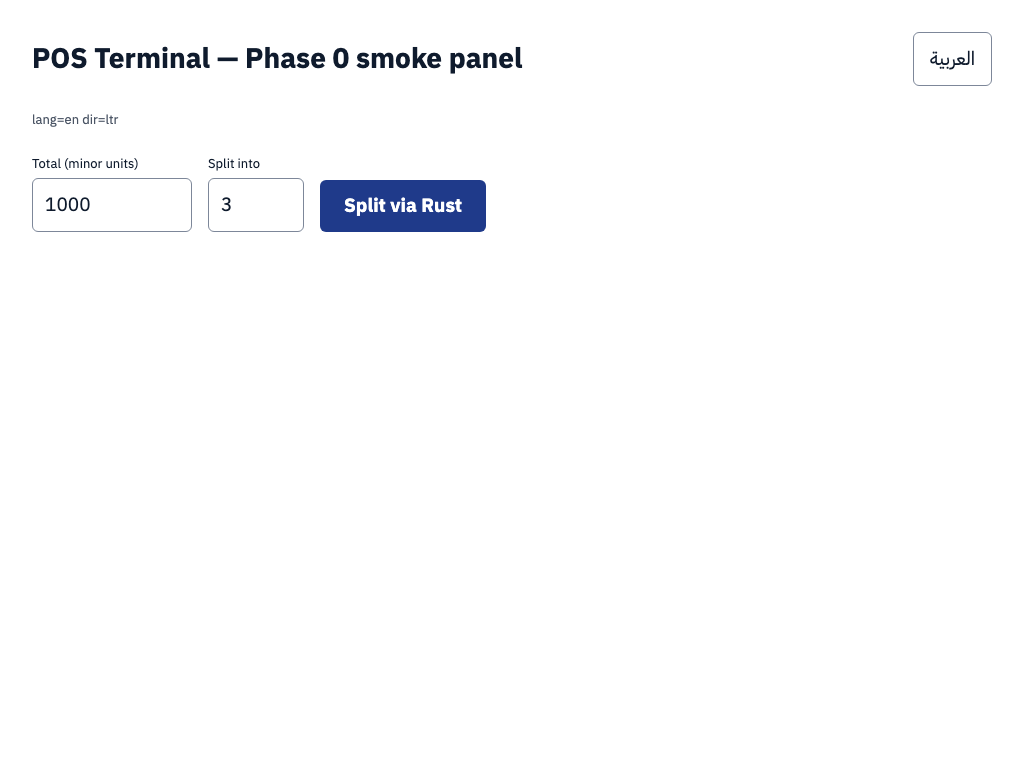 POS Terminal — Phase 0 smoke panel
العربية
lang=en dir=ltr
Total (minor units)
Split into
1000
3
Split via Rust